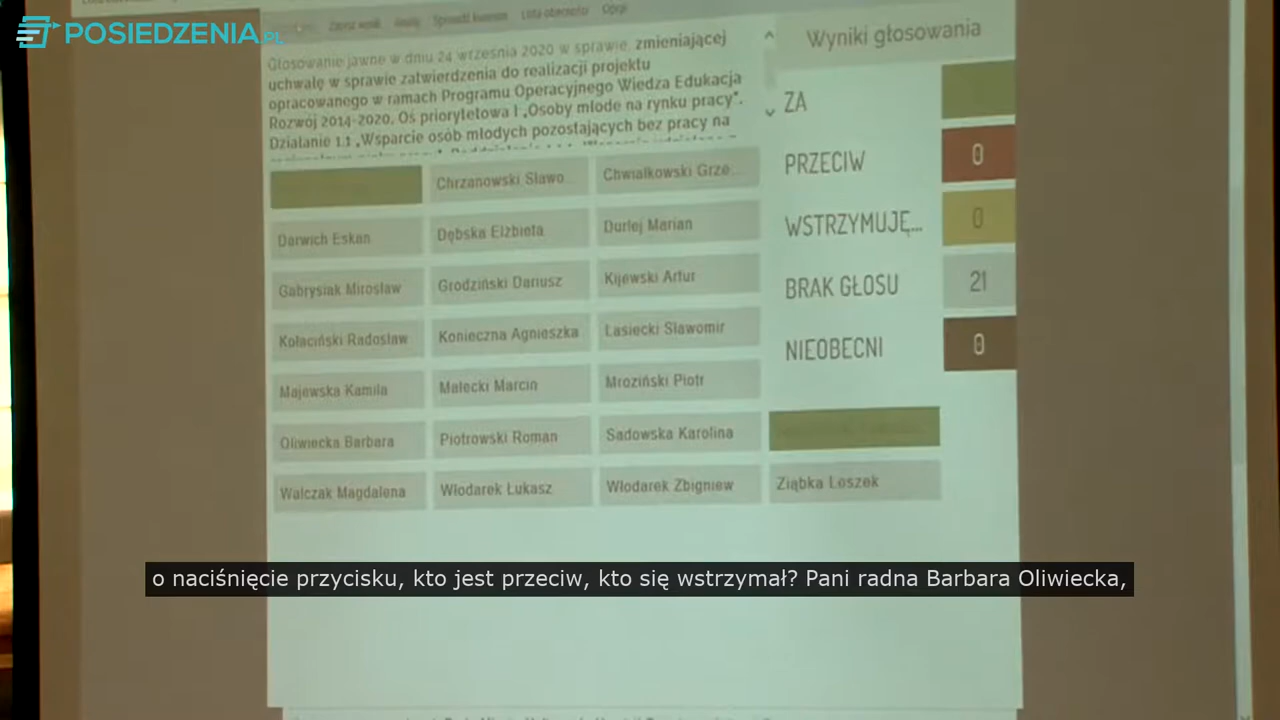 POSIEDZENIA.PL
Lista obecności Opcje
Wyniki głosowania
Głosowanie jawne w dniu 24 września 2020 w sprawie: zmieniającej
uchwałę w sprawie zatwierdzenia do realizacji projektu
opracowanego w ramach Programu Operacyjnego Wiedza Edukacja
Rozwój 2014-2020. Oś priorytetowa I „Osoby młode na rynku pracy".
Działanie 1.1 „Wsparcie osób młodych pozostających bez pracy na
ZA
PRZECIW 0
WSTRZYMUJĘ... 0
BRAK GŁOSU 21
NIEOBECNI 0
Chrzanowski Sławo... Chwiałkowski Grze...
Darwich Eskan Dębska Elżbieta Durlej Marian
Gabrysiak Mirosław Grodziński Dariusz Kijewski Artur
Kołaciński Radosław Konieczna Agnieszka Łasiecki Sławomir
Majewska Kamila Małecki Marcin Mroziński Piotr
Oliwiecka Barbara Piotrowski Roman Sadowska Karolina
Walczak Magdalena Włodarek Łukasz Włodarek Zbigniew Ziąbka Leszek
o naciśnięcie przycisku, kto jest przeciw, kto się wstrzymał? Pani radna Barbara Oliwiecka,